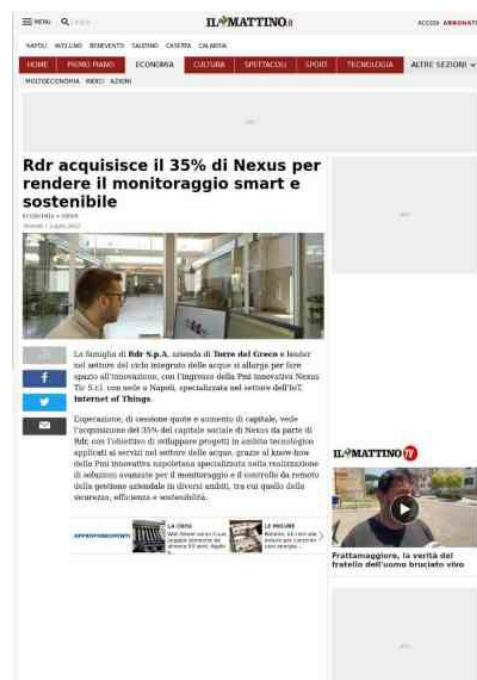 MENU
IL MATTINO.it
ACCEDI ABBONATI
NAPOLI AVELLINO BENEVENTO SALERNO CASERTA CALABRIA
HOME PRIMO PIANO ECONOMIA CULTURA SPETTACOLI SPORT TECNOLOGIA ALTRE SEZIONI
MOLTOECONOMIA INDICI AZIONI
Rdr acquisisce il 35% di Nexus per
rendere il monitoraggio smart e
sostenibile
ECONOMIA > NEWS
La famiglia di Rdr S.p.A, azienda di Torre del Greco e leader
nel settore del ciclo integrato delle acque si allarga per fare
spazio all'innovazione, con l'ingresso della Pmi innovativa Nexus
Tlc S.r.l. con sede a Napoli, specializzata nel settore dell'IoT,
Internet of Things.
L'operazione, di cessione quote e aumento di capitale, vede
l'acquisizione del 35% del capitale sociale di Nexus da parte di
Rdr, con l'obiettivo di sviluppare progetti in ambito tecnologico
applicati ai servizi nel settore delle acque, grazie al know-how
della Pmi innovativa napoletana specializzata nella realizzazione
di soluzioni avanzate per il monitoraggio e il controllo da remoto
della gestione aziendale in diversi ambiti, tra cui quello della
sicurezza, efficienza e sostenibilità.
IL MATTINO TV
APPROFONDIMENTI
LA CRISI
LE MISURE
Frattamaggiore, la verità del
fratello dell'uomo bruciato vivo